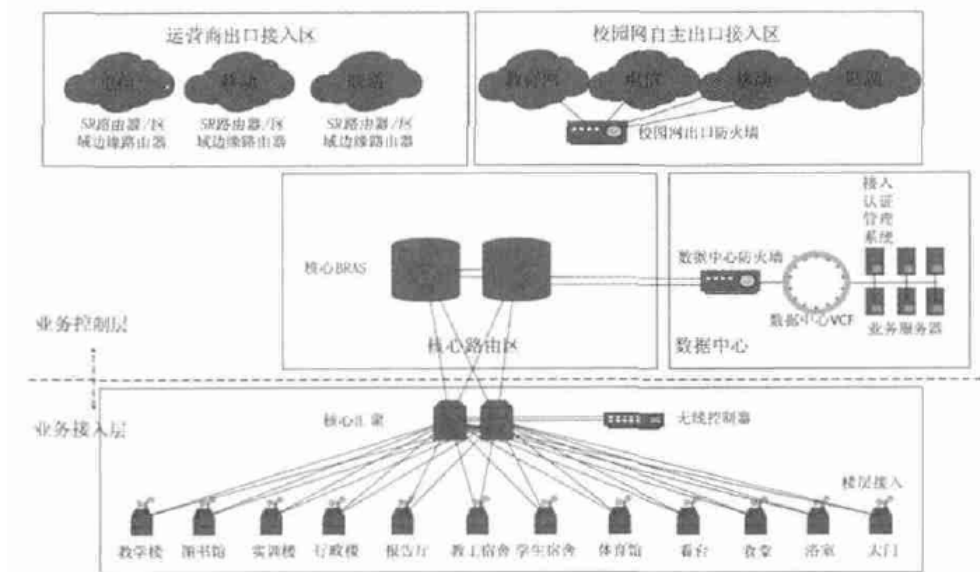 运营商出口接入区
校园网自主出口接入区
电信
移动
联通
教育网
电信
移动
联通
SR路由器/区
域边缘路由器
SR路由器/区
域边缘路由器
SR路由器/区
域边缘路由器
校园网出口防火墙
接入
认证
管理
系统
核心BRAS
数据中心防火墙
数据中心VCF
业务服务器
业务控制层
核心路由区
数据中心
业务接入层
核心汇聚
无线控制器
楼层接入
教学楼
图书馆
实训楼
行政楼
报告厅
教工宿舍
学生宿舍
体育馆
看台
食堂
浴室
大门